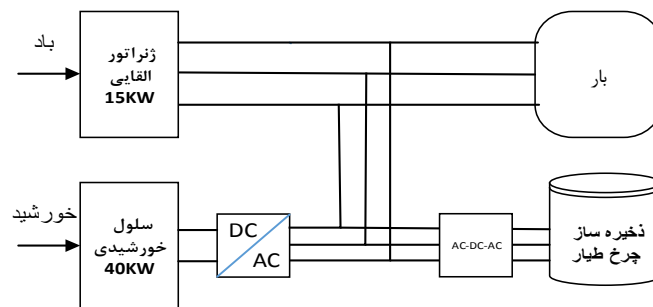 باد
ژنراتور
القایی
15KW
بار
خورشید
سلول
خورشیدی
40KW
DC
AC
AC-DC-AC
ذخیره ساز
چرخ طیار